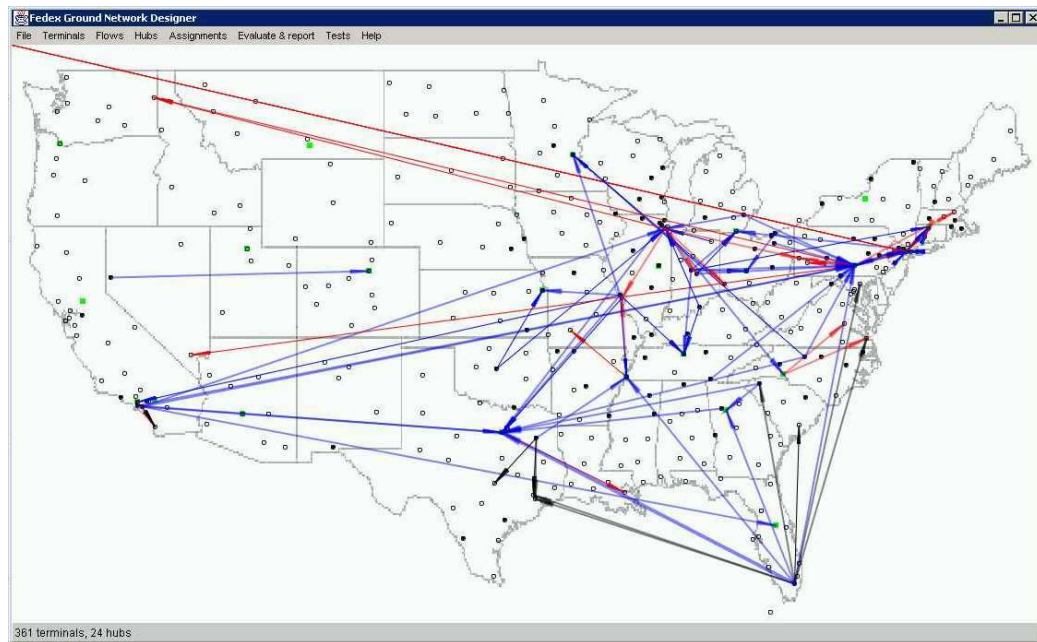 Fedex Ground Network Designer
File Terminals Flows Hubs Assignments Evaluate & report Tests Help
361 terminals, 24 hubs